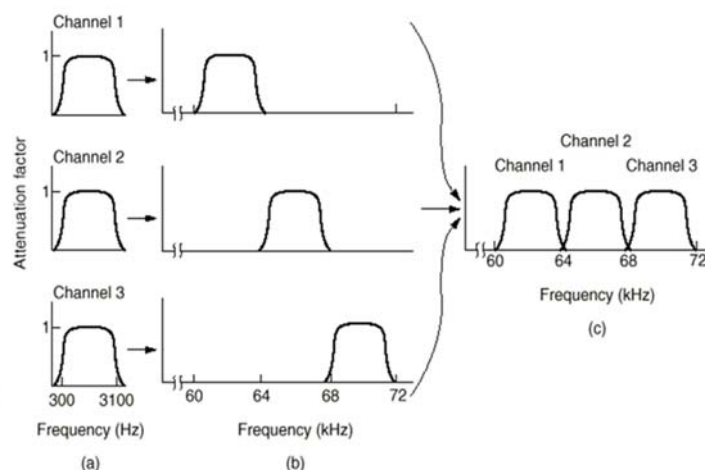 Channel 1
1
Channel 2
1
Channel 3
1
Attenuation factor
300 3100
Frequency (Hz)
(a)
60 64 68 72
Frequency (kHz)
(b)
Channel 2
Channel 1 Channel 3
60 64 68 72
Frequency (kHz)
(c)